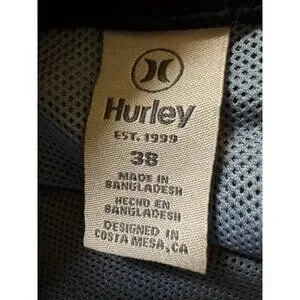 Hurley
EST. 1999
38
MADE IN
BANGLADESH
HECHO EN
BANGLADESH
DESIGNED IN
COSTA MESA, CA